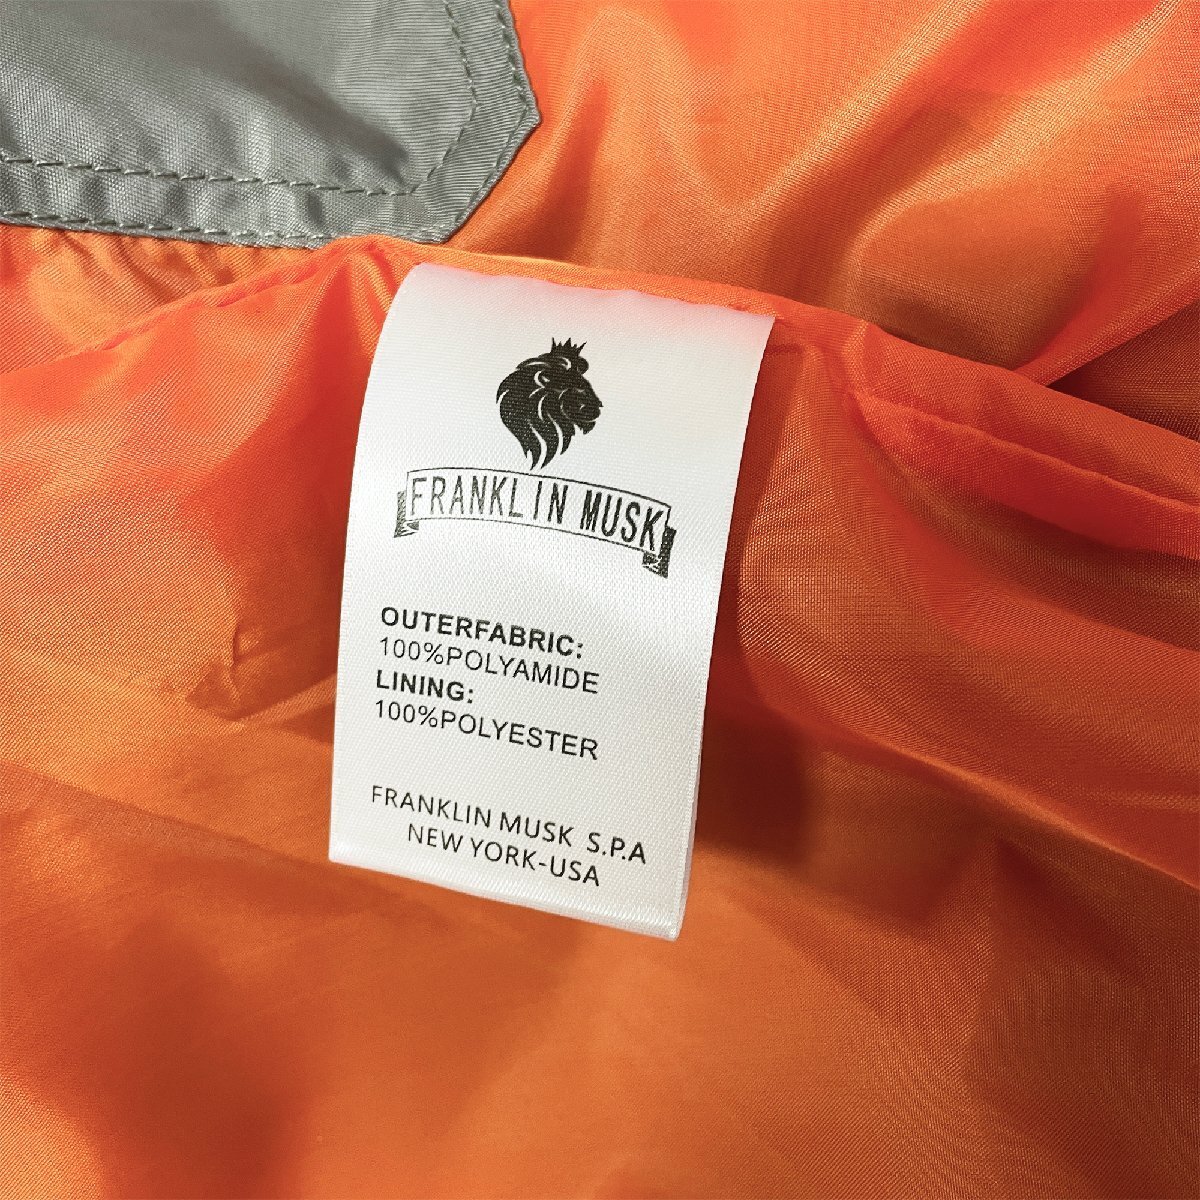 FRANKLIN MUSK
OUTERFABRIC:
100%POLYAMIDE
LINING:
100%POLYESTER
FRANKLIN MUSK S.P.A
NEW YORK-USA